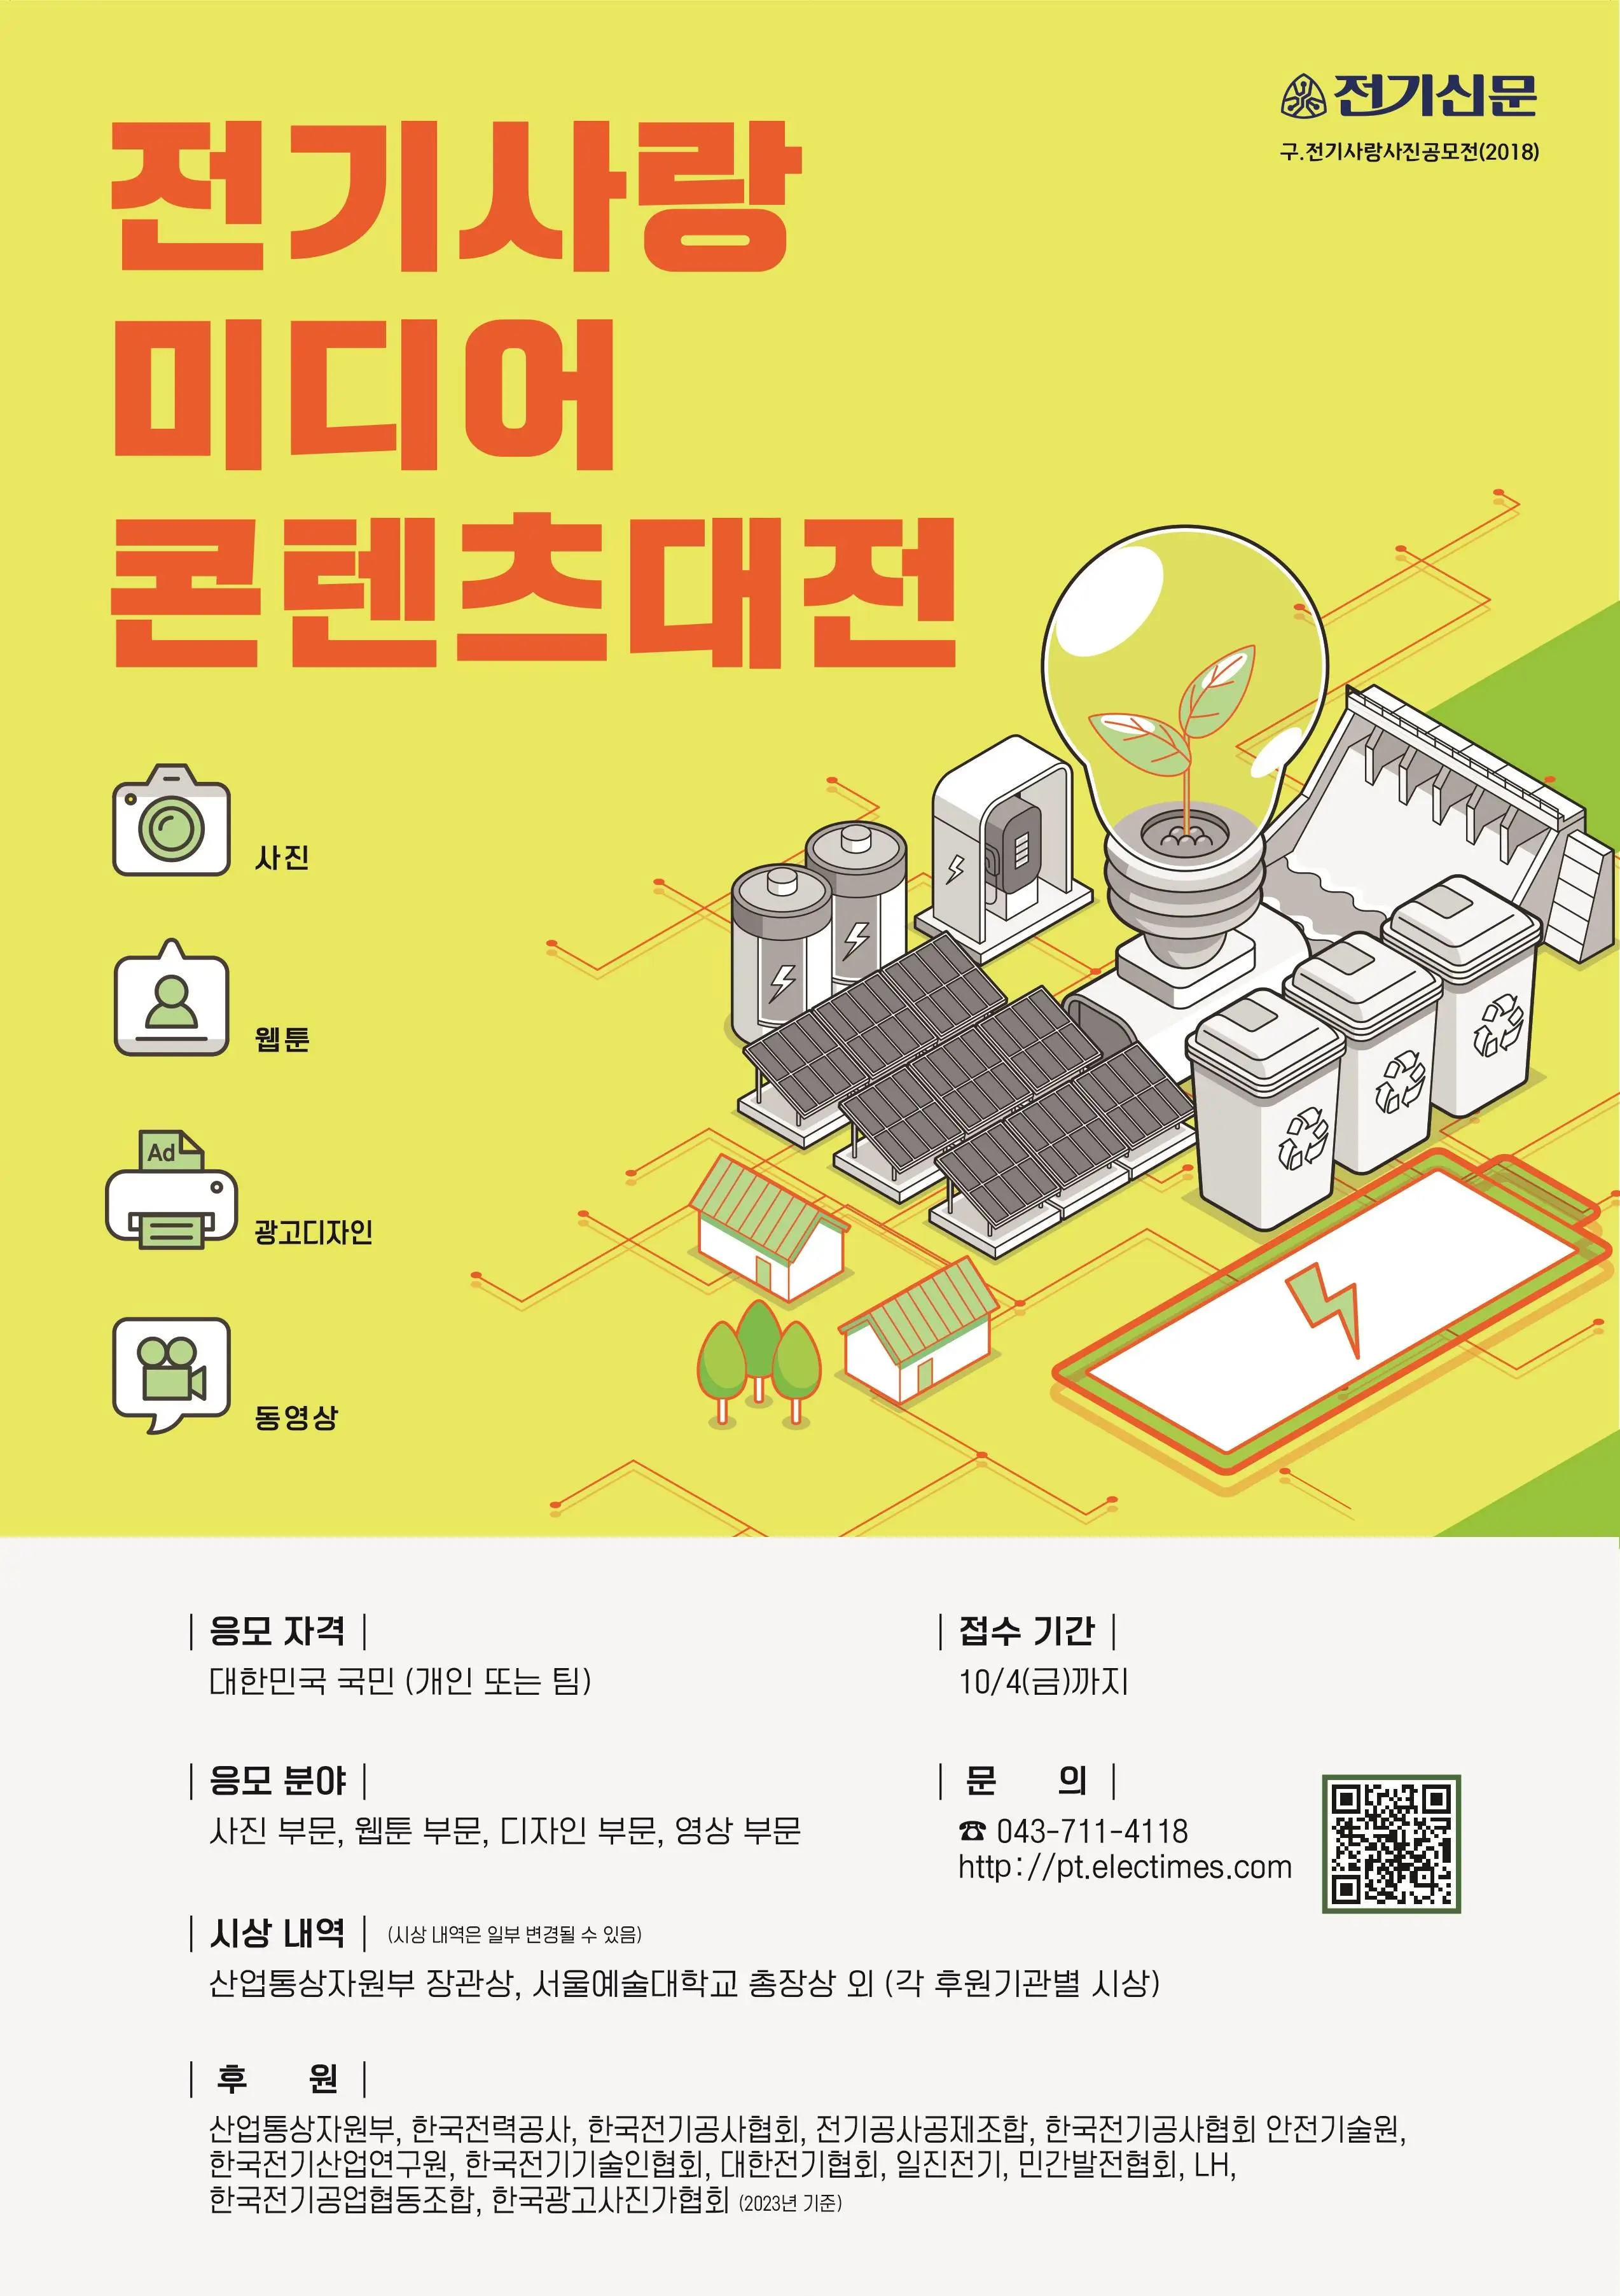 전기신문
구.전기사랑사진공모전(2018)
전기사랑
미디어
콘텐츠대전
사진
웹툰
Ad
광고디자인
동영상
| 응모 자격 |
대한민국 국민 (개인 또는 팀)
| 접수 기간 |
10/4(금)까지
| 응모 분야 |
사진 부문, 웹툰 부문, 디자인 부문, 영상 부문
| 문 의 |
☎ 043-711-4118
http://pt.electimes.com
| 시상 내역 | (시상 내역은 일부 변경될 수 있음)
산업통상자원부 장관상, 서울예술대학교 총장상 외 (각 후원기관별 시상)
| 후 원 |
산업통상자원부, 한국전력공사, 한국전기공사협회, 전기공사공제조합, 한국전기공사협회 안전기술원,
한국전기산업연구원, 한국전기기술인협회, 대한전기협회, 일진전기, 민간발전협회, LH,
한국전기공업협동조합, 한국광고사진가협회 (2023년 기준)